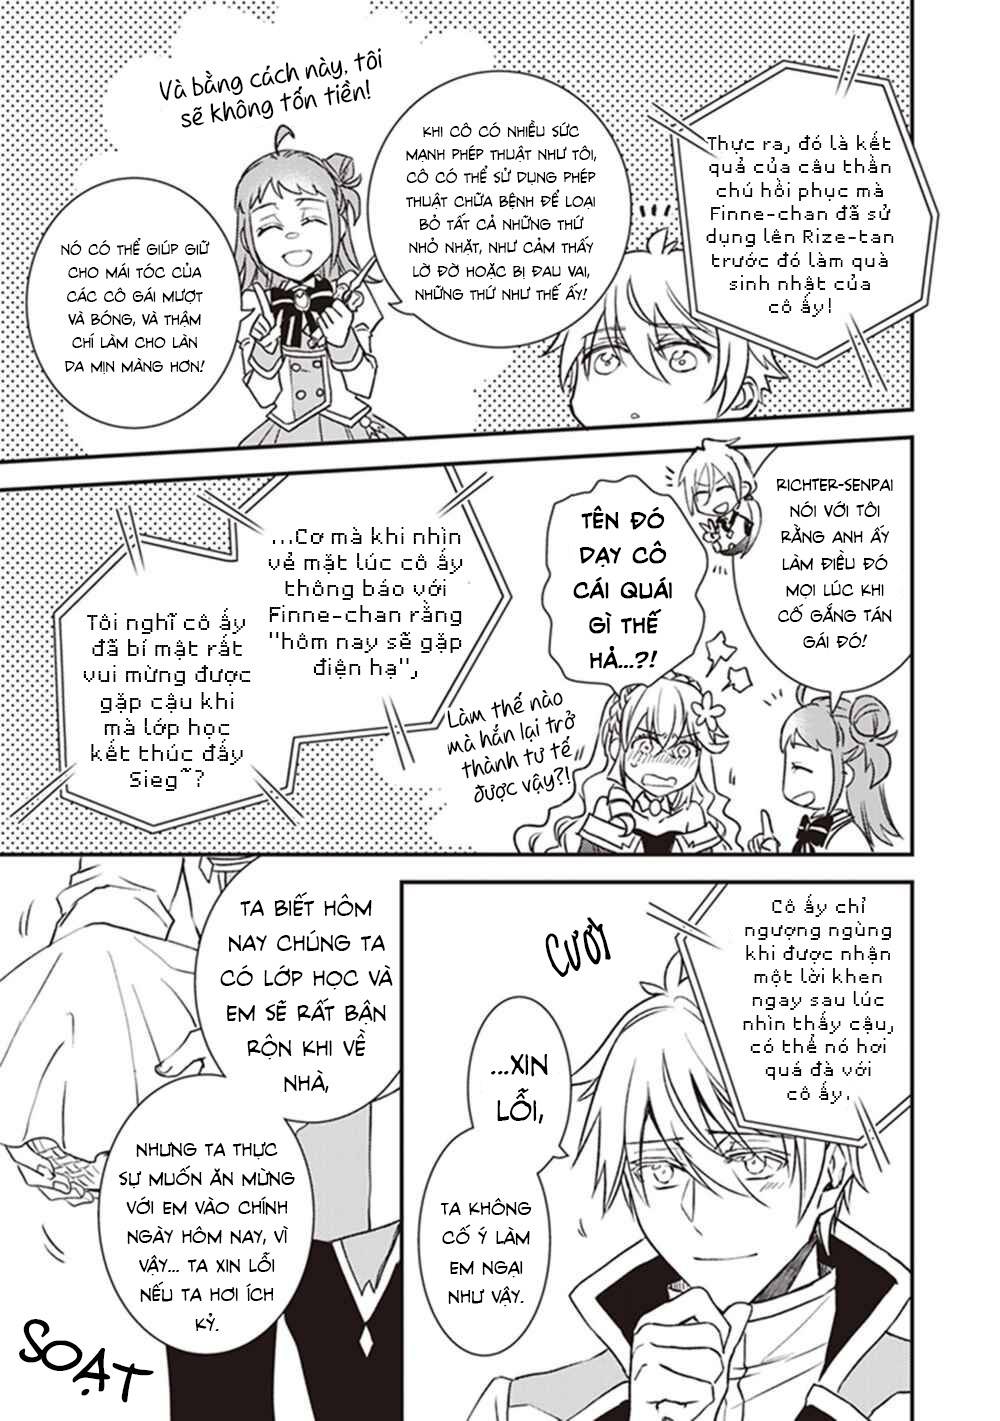 Thực ra, đó là kết
quả của câu thần
chú hồi phục mà
Finne-chan đã sử
dụng lên Rize-tan
trước đó làm quà
sinh nhật của
cô ấy!
KHI CÔ CÓ NHIỀU SỨC
MẠNH PHÉP THUẬT NHƯ TÔI,
CÔ CÓ THỂ SỬ DỤNG PHÉP
THUẬT CHỮA BỆNH ĐỂ LOẠI
BỎ TẤT CẢ NHỮNG THỨ
NHỎ NHẶT, NHƯ CẢM THẤY
LỜ ĐỜ HOẶC BỊ ĐAU VAI,
NHỮNG THỨ NHƯ THẾ ẤY!
Và bằng cách này, tôi
sẽ không tốn tiền!
NÓ CÓ THỂ GIÚP GIỮ
CHO MÁI TÓC CỦA
CÁC CÔ GÁI MƯỢT
VÀ BÓNG, VÀ THẬM
CHÍ LÀM CHO LÀN
DA MỊN MÀNG HƠN!
RICHTER-SENPAI
NÓI VỚI TÔI
RẰNG ANH ẤY
LÀM ĐIỀU ĐÓ
MỌI LÚC KHI
CỐ GẮNG TÁN
GÁI ĐÓ!
TÊN ĐÓ
DẠY CÔ
CÁI QUÁI
GÌ THẾ
HẢ...?!
Làm thế nào
mà hắn lại trở
thành tư tế
được vậy?!
...Cơ mà khi nhìn
vẻ mặt lúc cô ấy
thông báo với
Finne-chan rằng
"hôm nay sẽ gặp
điện hạ",
Tôi nghĩ cô ấy
đã bí mật rất
vui mừng được
gặp cậu khi
mà lớp học
kết thúc đấy
Sieg~?
Cô ấy chỉ
ngượng ngùng
khi được nhận
một lời khen
ngay sau lúc
nhìn thấy cậu,
có thể nó hơi
quá đà với
cô ấy.
CƯỜI
...XIN
LỖI,
TA KHÔNG
CỐ Ý LÀM
EM NGẠI
NHƯ VẬY.
TA BIẾT HÔM
NAY CHÚNG TA
CÓ LỚP HỌC VÀ
EM SẼ RẤT BẬN
RỘN KHI VỀ
NHÀ,
NHƯNG TA THỰC
SỰ MUỐN ĂN MỪNG
VỚI EM VÀO CHÍNH
NGÀY HÔM NAY, VÌ
VẬY... TA XIN LỖI
NẾU TA HƠI ÍCH
KỶ.
SOẠT